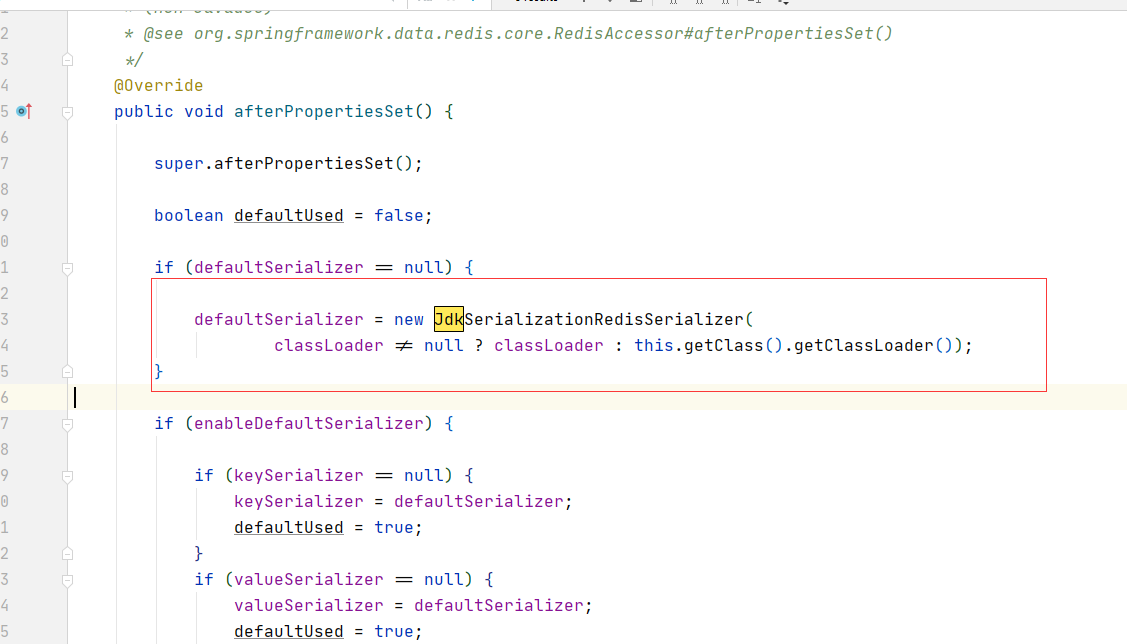 2 * @see org.springframework.data.redis.core.RedisAccessor#afterPropertiesSet()
3 */
4 @Override
5 public void afterPropertiesSet() {
6
7 super.afterPropertiesSet();
8
9 boolean defaultUsed = false;
0
1 if (defaultSerializer == null) {
2
3 defaultSerializer = new JdkSerializationRedisSerializer(
4 classLoader != null ? classLoader : this.getClass().getClassLoader());
5 }
6
7 if (enableDefaultSerializer) {
8
9 if (keySerializer == null) {
0 keySerializer = defaultSerializer;
1 defaultUsed = true;
2 }
3 if (valueSerializer == null) {
4 valueSerializer = defaultSerializer;
5 defaultUsed = true;